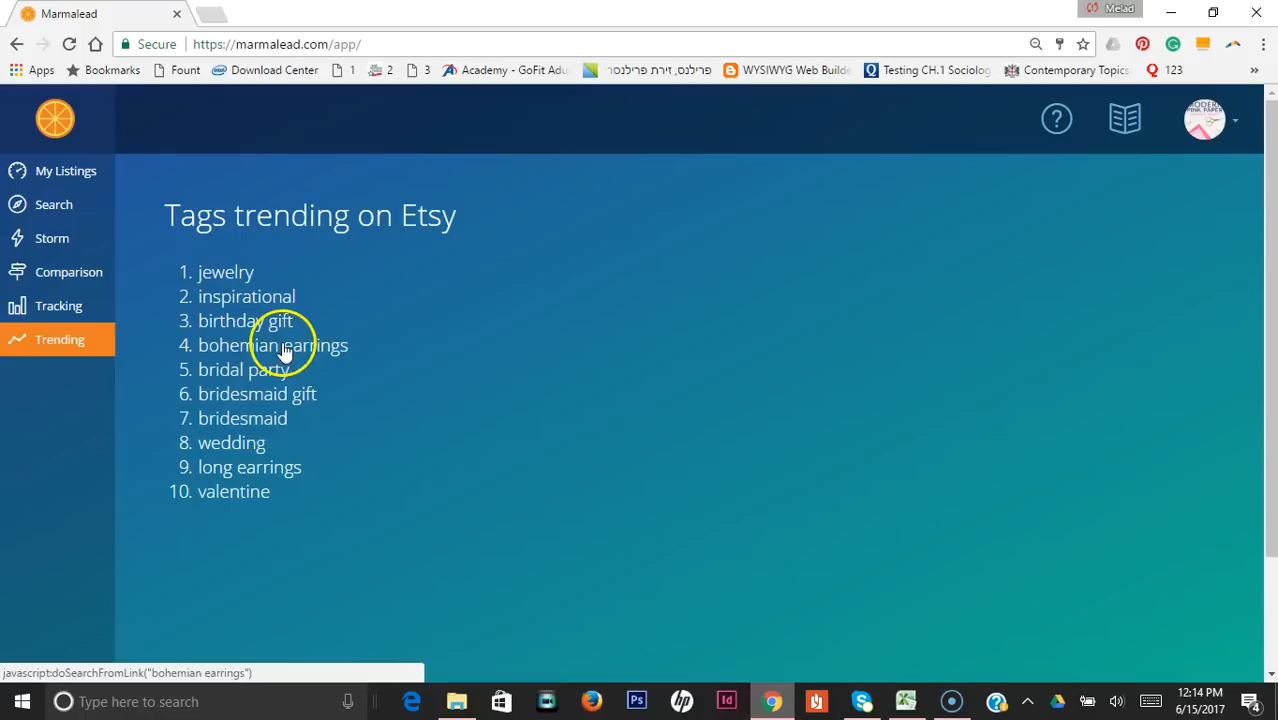 Marmalead
Melad
Secure
https://marmalead.com/app/
Apps
Bookmarks
Fount
Download Center
1
2
3
Academy - GoFit Adu
פרילנס, זירת פרילנסר
WYSIWYG Web Builde
Testing CH.1 Sociolog
Contemporary Topics
123
My Listings
Search
Storm
Comparison
Tracking
Trending
Tags trending on Etsy
1. jewelry
2. inspirational
3. birthday gift
4. bohemian earrings
5. bridal party
6. bridesmaid gift
7. bridesmaid
8. wedding
9. long earrings
10. valentine
javascript:doSearchFromLink("bohemian earrings")
Type here to search
12:14 PM
6/15/2017
4